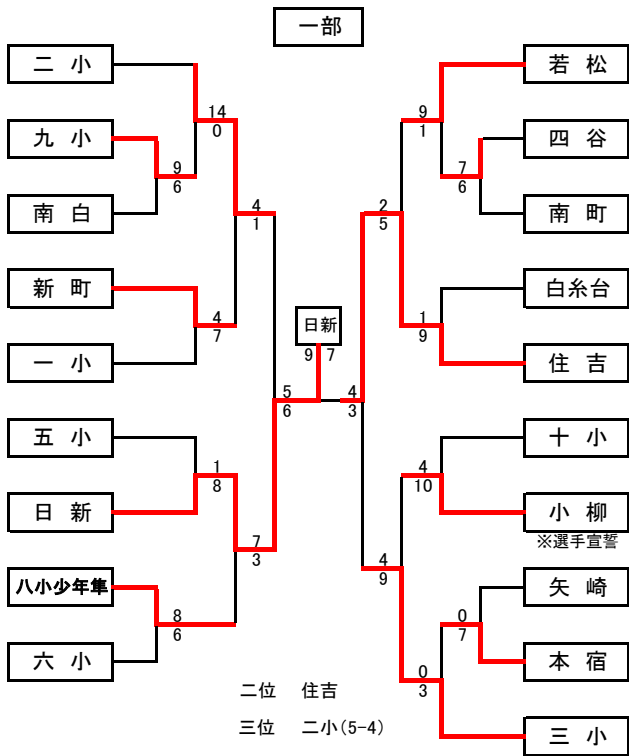 一部
二小
九小
南白
新町
一小
五小
日新
八小少年隼
六小
14
0
9
6
4
1
4
7
5
6
1
8
7
3
8
6
日新
9 7
若松
四谷
南町
白糸台
住吉
十小
小柳
※選手宣誓
矢崎
本宿
三小
9
1
7
6
2
5
1
9
4
3
4
10
4
9
0
7
0
3
二位 住吉
三位 二小(5-4)